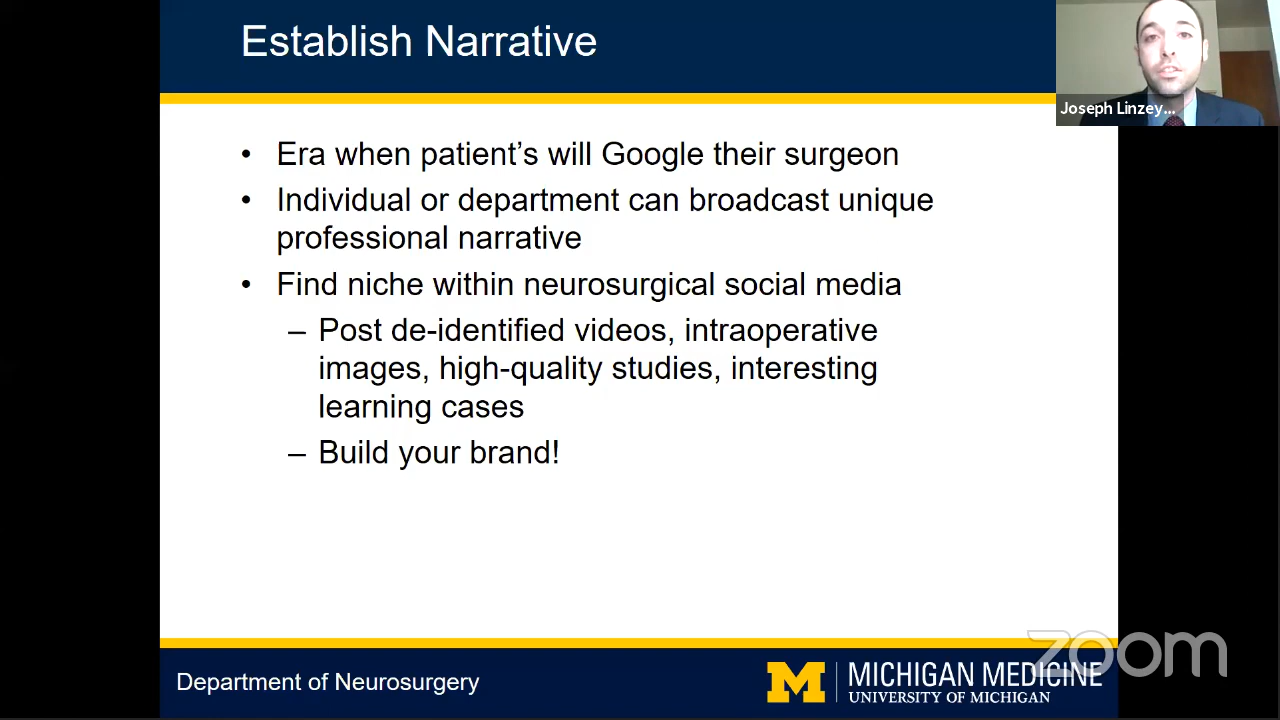 Establish Narrative
Joseph Linzey...
• Era when patient’s will Google their surgeon
• Individual or department can broadcast unique
professional narrative
• Find niche within neurosurgical social media
– Post de-identified videos, intraoperative
images, high-quality studies, interesting
learning cases
– Build your brand!
Department of Neurosurgery
M
MICHIGAN MEDICINE
UNIVERSITY OF MICHIGAN
zoom